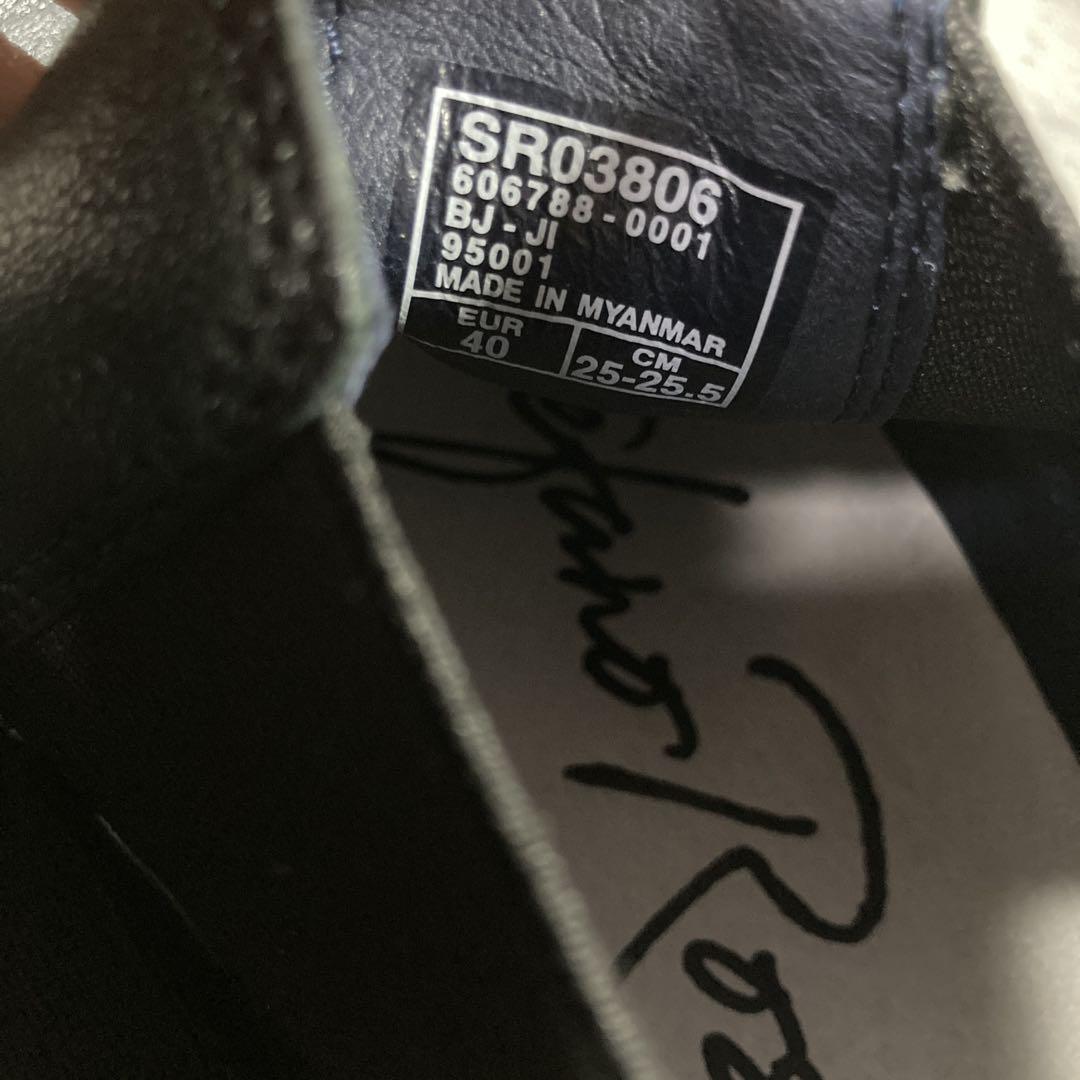 SR03806
606788-0001
BJ-JI
95001
MADE IN MYANMAR
EUR
40
CM
25-25.5